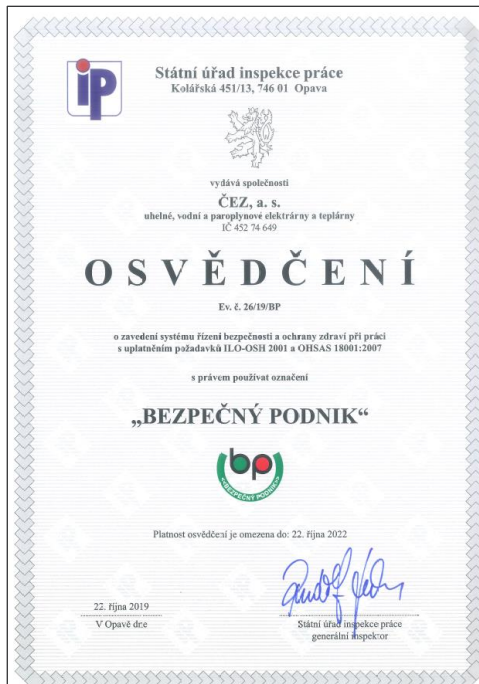 ip
Státní úřad inspekce práce
Kolářská 451/13, 746 01 Opava
vydává společnosti
ČEZ, a. s.
uhelné, vodní a paroplynové elektrárny a teplárny
IČ 452 74 649
OSVĚDČENÍ
Ev. č. 26/19/BP
o zavedení systému řízení bezpečnosti a ochrany zdraví při práci
s uplatněním požadavků ILO-OSH 2001 a OHSAS 18001:2007
s právem používat označení
„BEZPEČNÝ PODNIK“
bp
«BEZPEČNÝ PODNIK»
Platnost osvědčení je omezena do: 22. října 2022
22. října 2019
V Opavě dne
Státní úřad inspekce práce
generální inspektor